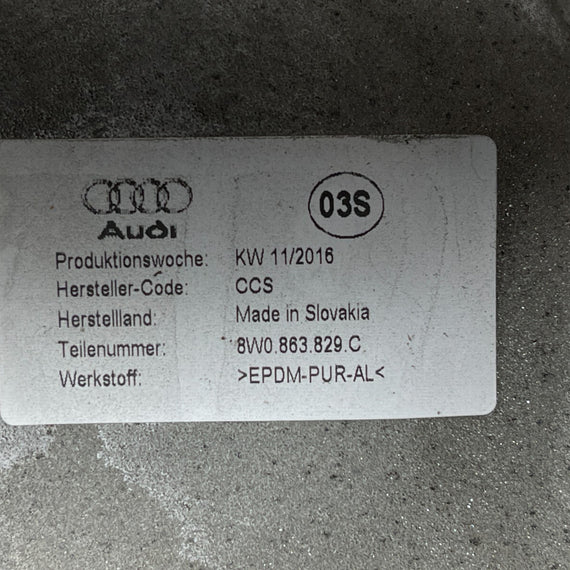 03S
Audi
Produktionswoche: KW 11/2016
Hersteller-Code: CCS
Herstellland: Made in Slovakia
Teilenummer: 8W0.863.829.C
Werkstoff: >EPDM-PUR-AL<